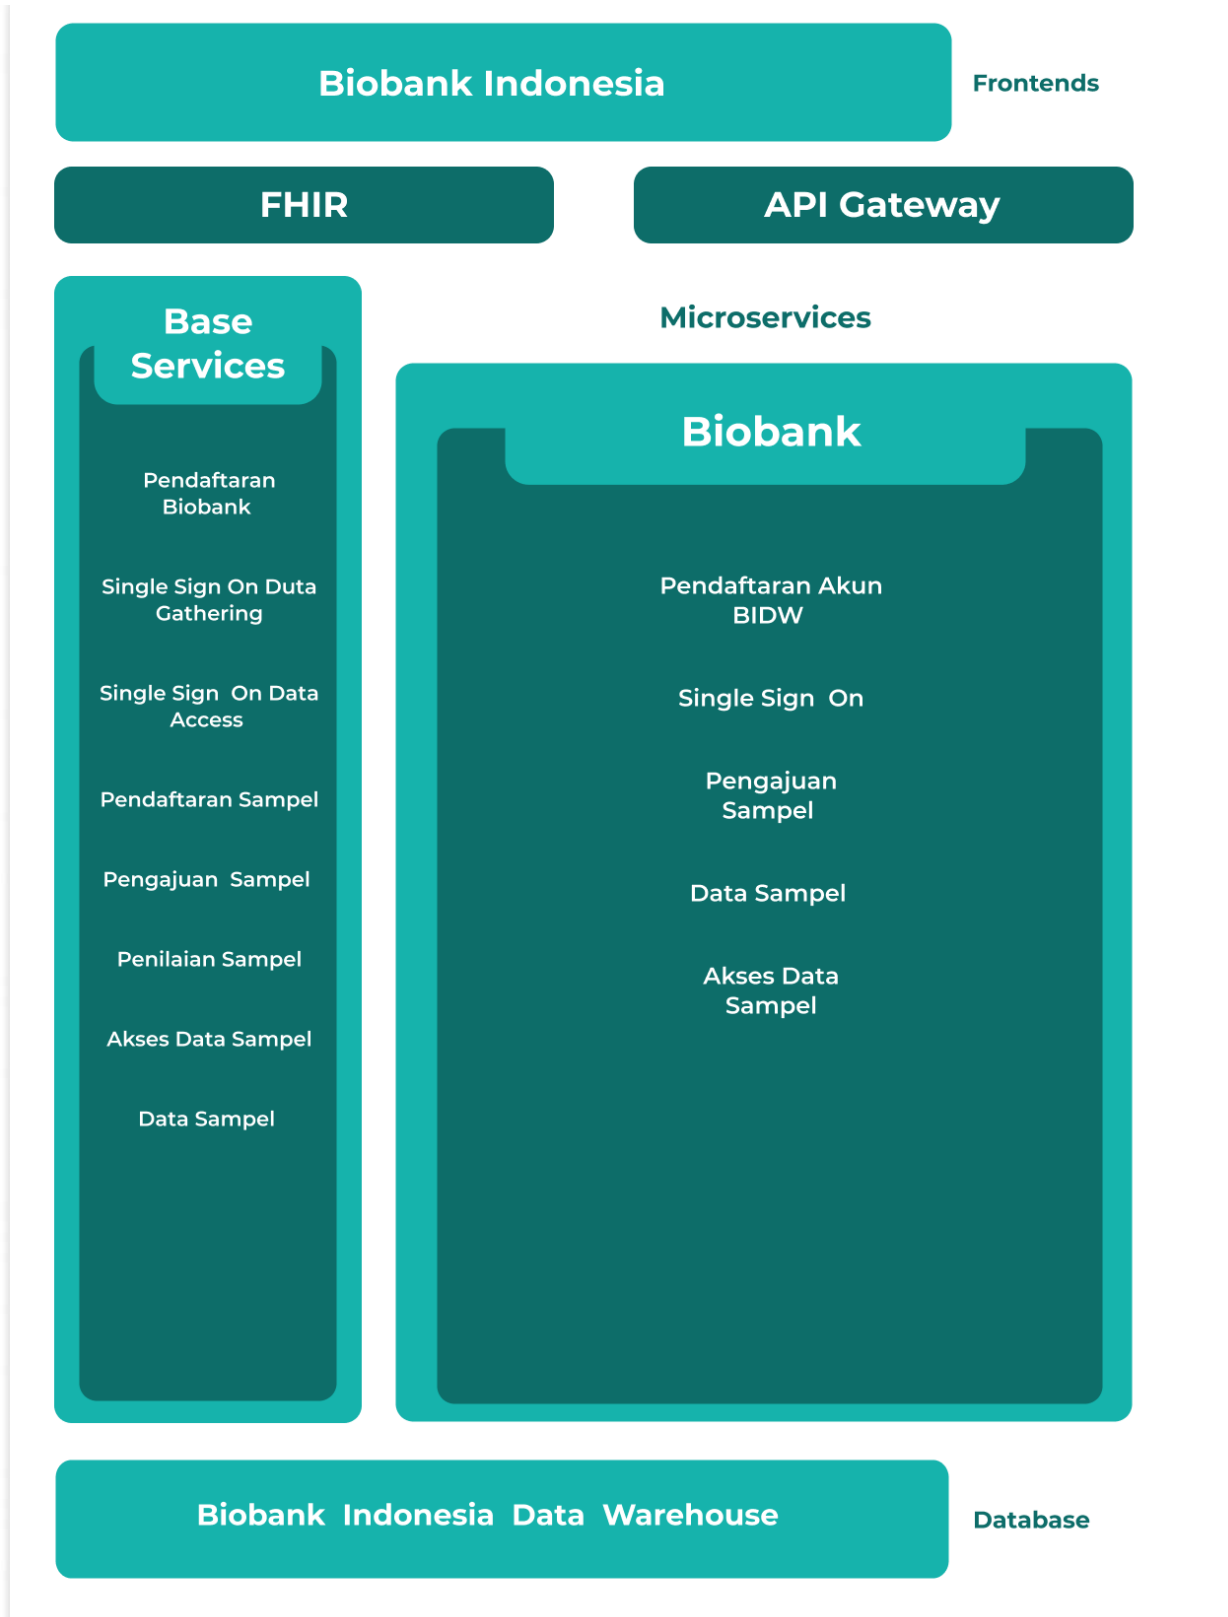 Biobank Indonesia
Frontends
FHIR
API Gateway
Base
Services
Pendaftaran
Biobank
Single Sign On Duta
Gathering
Single Sign On Data
Access
Pendaftaran Sampel
Pengajuan Sampel
Penilaian Sampel
Akses Data Sampel
Data Sampel
Microservices
Biobank
Pendaftaran Akun
BIDW
Single Sign On
Pengajuan
Sampel
Data Sampel
Akses Data
Sampel
Biobank Indonesia Data Warehouse
Database